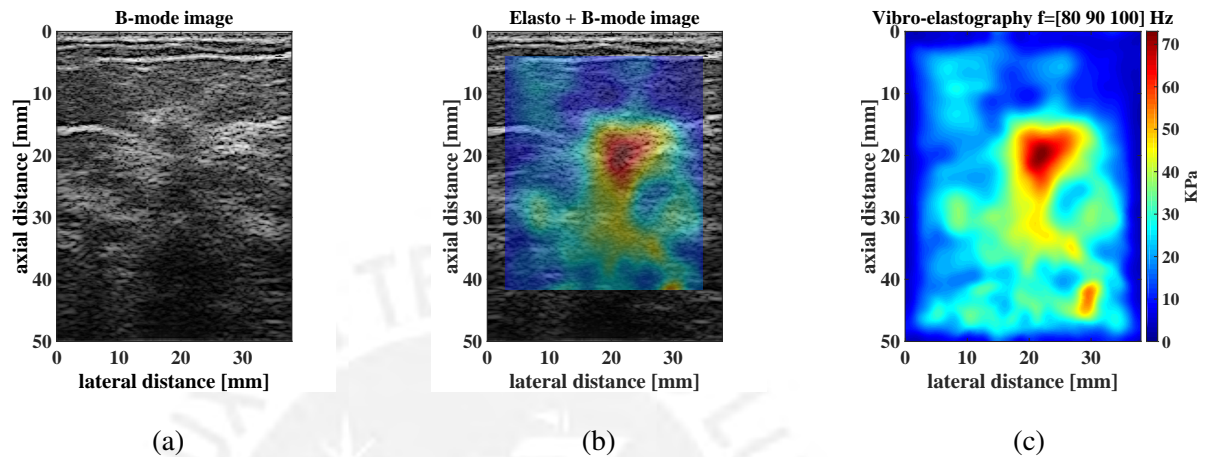 B-mode image
0
10
20
30
40
50
axial distance [mm]
0 10 20 30
lateral distance [mm]
(a)
Elasto + B-mode image
0
10
20
30
40
50
axial distance [mm]
0 10 20 30
lateral distance [mm]
(b)
Vibro-elastography f=[80 90 100] Hz
0
10
20
30
40
50
axial distance [mm]
0 10 20 30
lateral distance [mm]
70
60
50
40
30
20
10
0
KPa
(c)